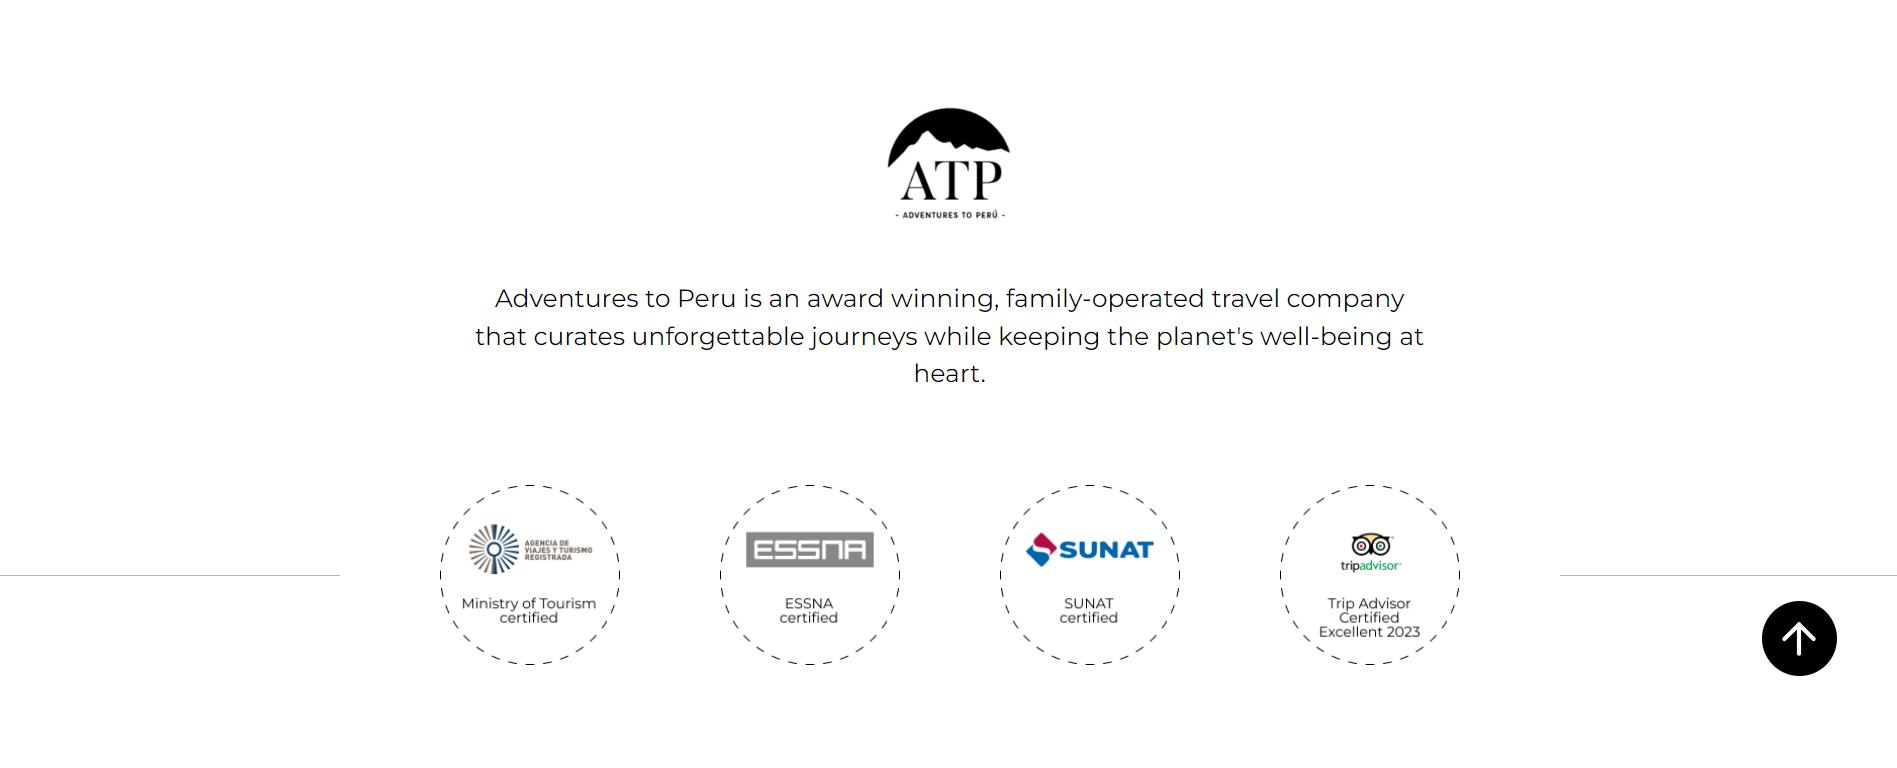 ATP
- ADVENTURES TO PERÚ -
Adventures to Peru is an award winning, family-operated travel company
that curates unforgettable journeys while keeping the planet's well-being at
heart.
AGENCIA DE
VIAJES Y TURISMO
REGISTRADA
Ministry of Tourism
certified
ESSNA
ESSNA
certified
SUNAT
SUNAT
certified
tripadvisor®
Trip Advisor
Certified
Excellent 2023